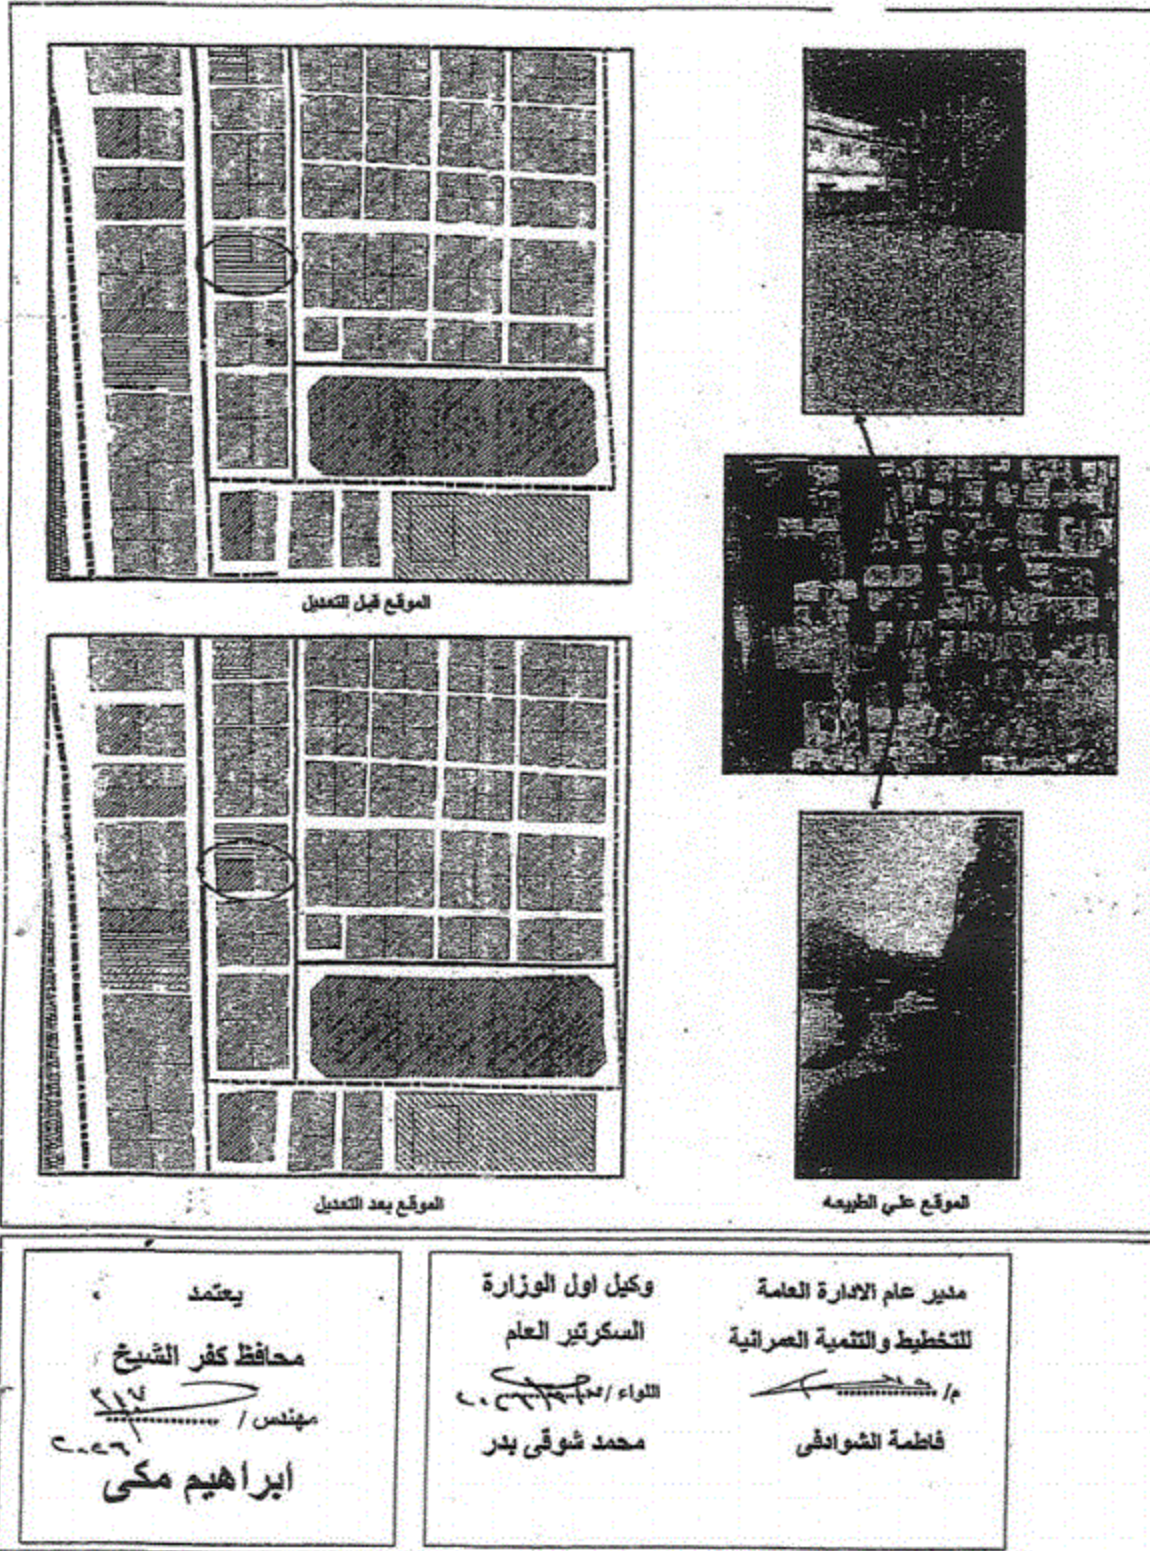 الموقع قبل التعديل
الموقع بعد التعديل
الموقع علي الطبيعه
مدير عام الادارة العامة
للتخطيط والتنمية العمرانية
م/
فاطمة الشوادفى
وكيل اول الوزارة
السكرتير العام
اللواء /
محمد شوقى بدر
يعتمد
محافظ كفر الشيخ
مهندس /
ابراهيم مكى